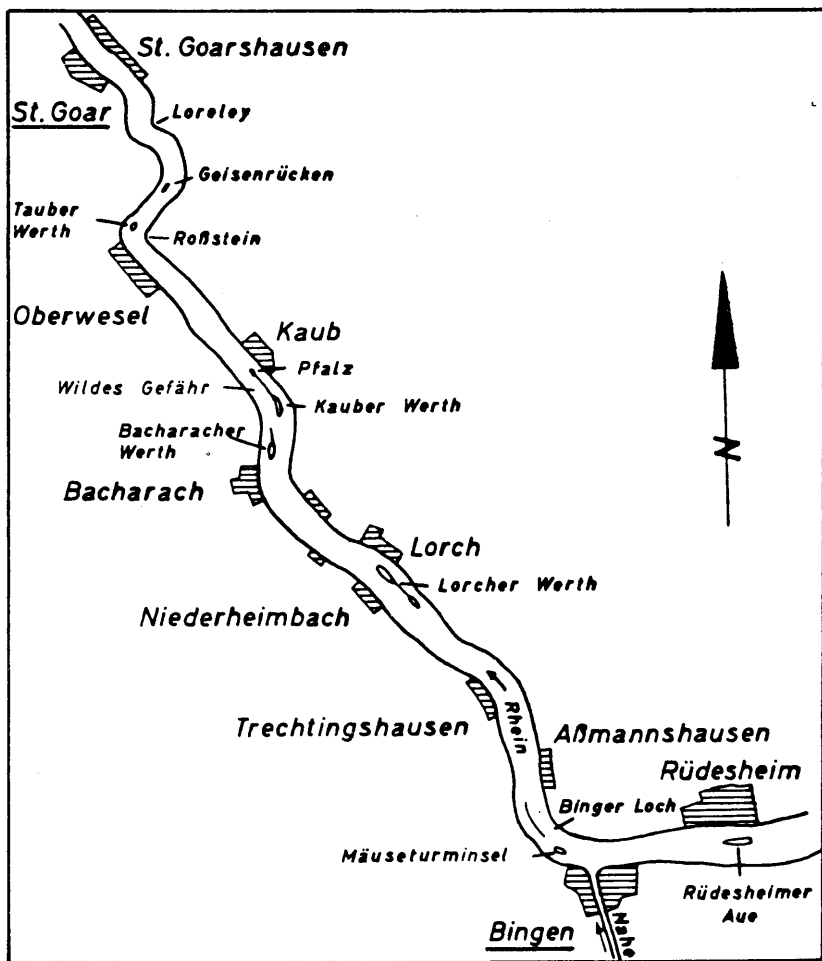 St. Goarshausen
St. Goar
Loreley
Geisenrücken
Tauber
Werth
Roßstein
Oberwesel
Kaub
Pfalz
Wildes Gefähr
Kauber Werth
Bacharacher
Werth
Bacharach
Lorch
Lorcher Werth
Niederheimbach
Trechtingshausen
Rhein
Aßmannshausen
Rüdesheim
Binger Loch
Mäuseturminsel
Rüdesheimer
Aue
Nahe
Bingen
N